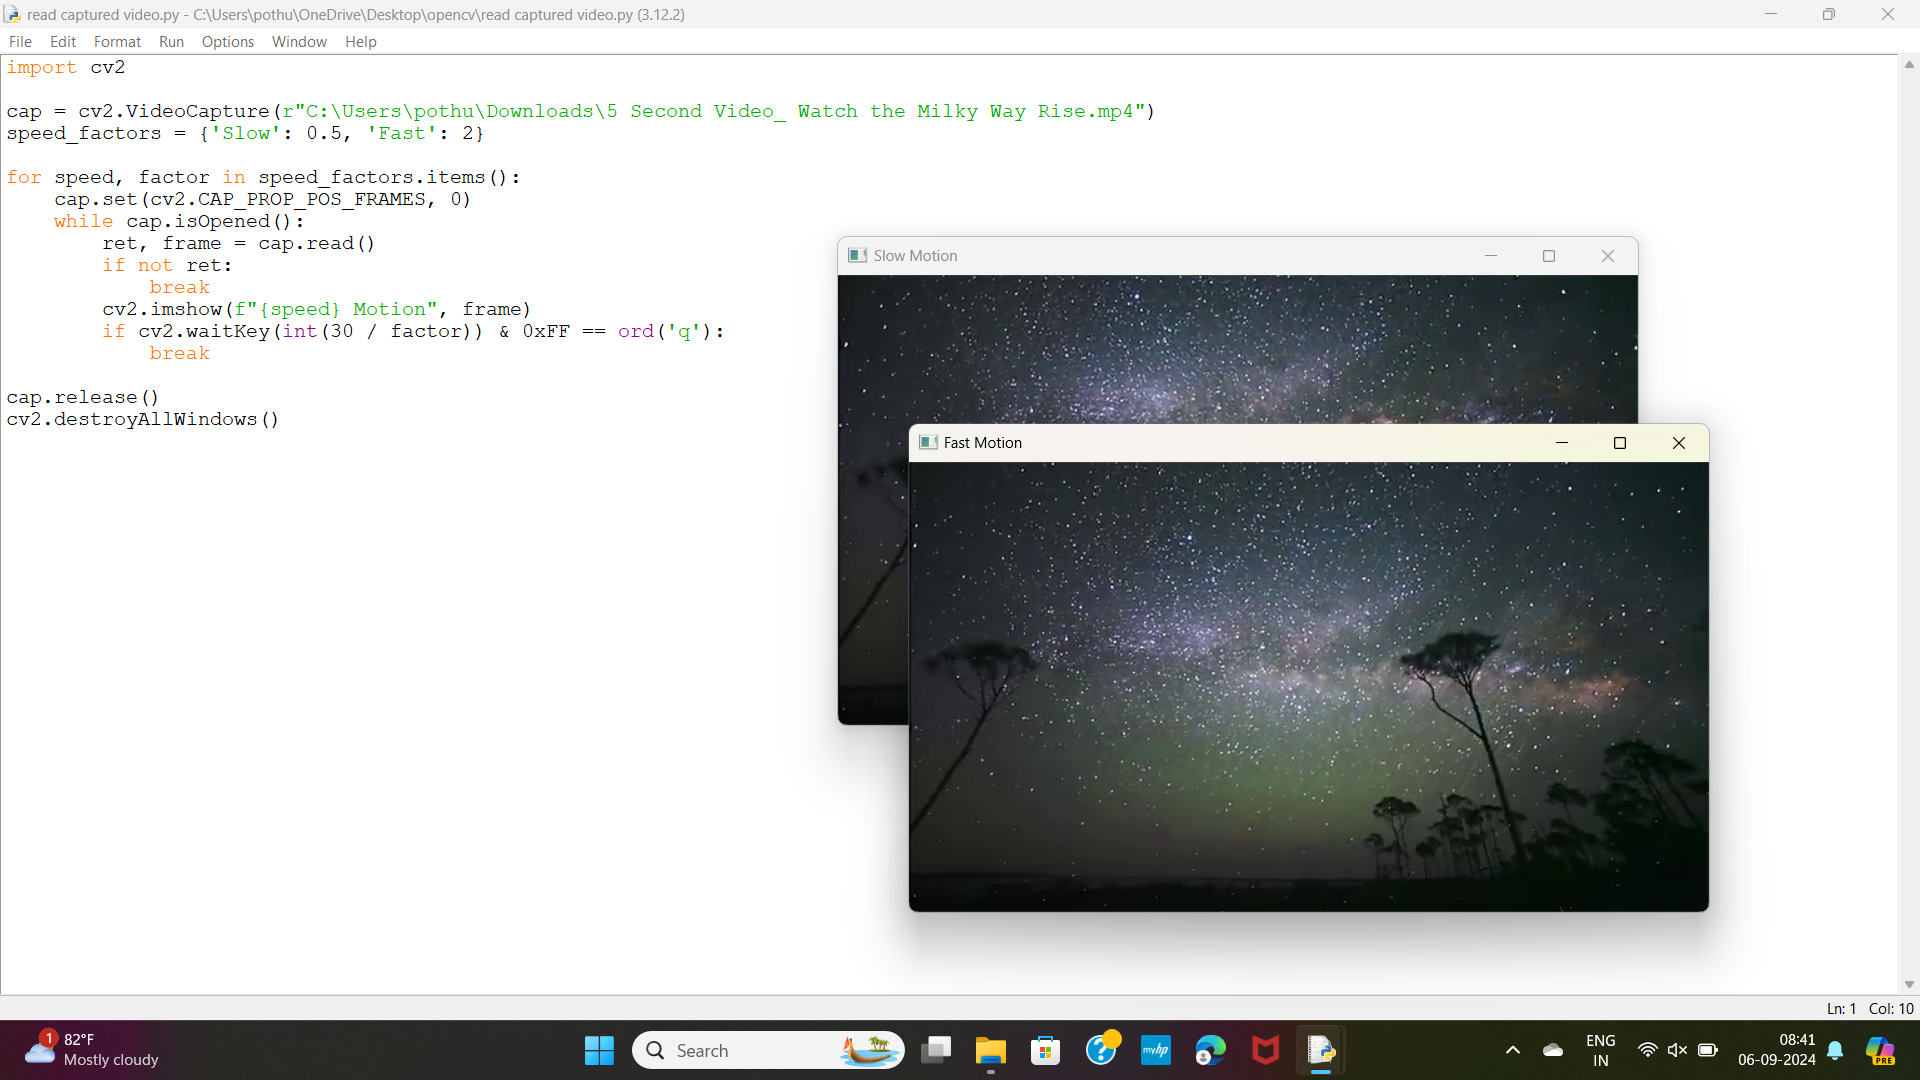 read captured video.py - C:\Users\pothu\OneDrive\Desktop\opencv\read captured video.py (3.12.2)
File Edit Format Run Options Window Help
import cv2
cap = cv2.VideoCapture(r"C:\Users\pothu\Downloads\5 Second Video_ Watch the Milky Way Rise.mp4")
speed_factors = {'Slow': 0.5, 'Fast': 2}
for speed, factor in speed_factors.items():
    cap.set(cv2.CAP_PROP_POS_FRAMES, 0)
    while cap.isOpened():
        ret, frame = cap.read()
        if not ret:
            break
        cv2.imshow(f"{speed} Motion", frame)
        if cv2.waitKey(int(30 / factor)) & 0xFF == ord('q'):
            break
cap.release()
cv2.destroyAllWindows()
Slow Motion
Fast Motion
Ln: 1 Col: 10
1
82°F
Mostly cloudy
Search
myhp
ENG
IN
08:41
06-09-2024
PRE